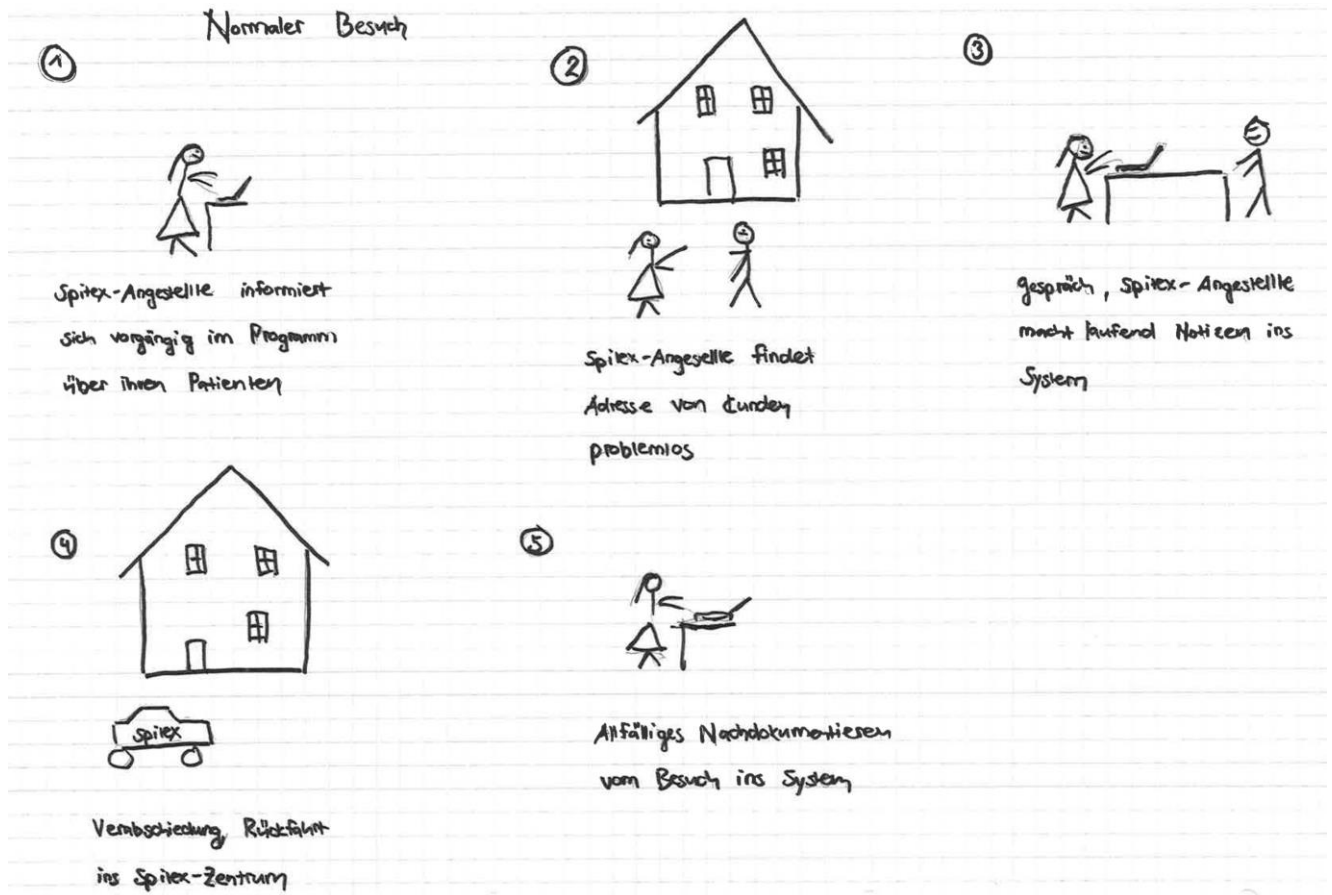 Normaler Besuch
1
Spitex-Angestellte informiert
sich vorgängig im Programm
über ihren Patienten
2
Spitex-Angestelle findet
Adresse von Kunden
problemlos
3
gespräch, Spitex-Angestellte
macht laufend Notizen ins
System
4
spitex
Verabschiedung, Rückfahrt
ins Spitex-Zentrum
5
Allfälliges Nachdokumentieren
vom Besuch ins System